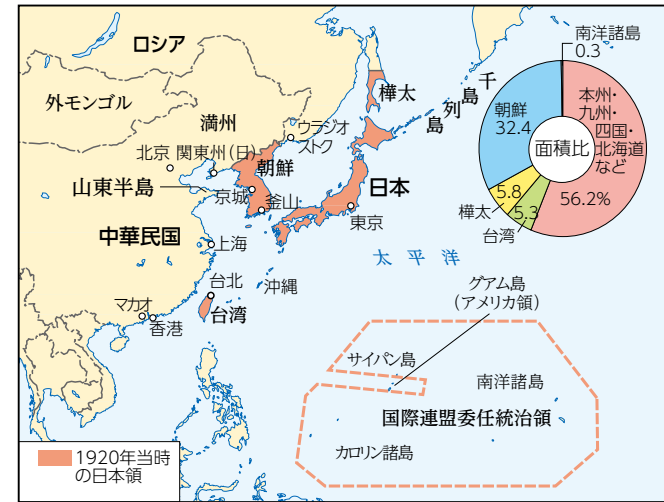 ロシア
外モンゴル
満州
樺太
千島列島
ウラジオ
ストク
北京
関東州(日)
朝鮮
山東半島
京城
釜山
日本
東京
中華民国
上海
太平洋
台北
沖縄
台湾
マカオ
香港
グアム島
(アメリカ領)
サイパン島
南洋諸島
国際連盟委任統治領
カロリン諸島
1920年当時
の日本領
南洋諸島
0.3
朝鮮
32.4
本州・
九州・
四国・
北海道
など
56.2%
面積比
5.8
樺太
5.3
台湾